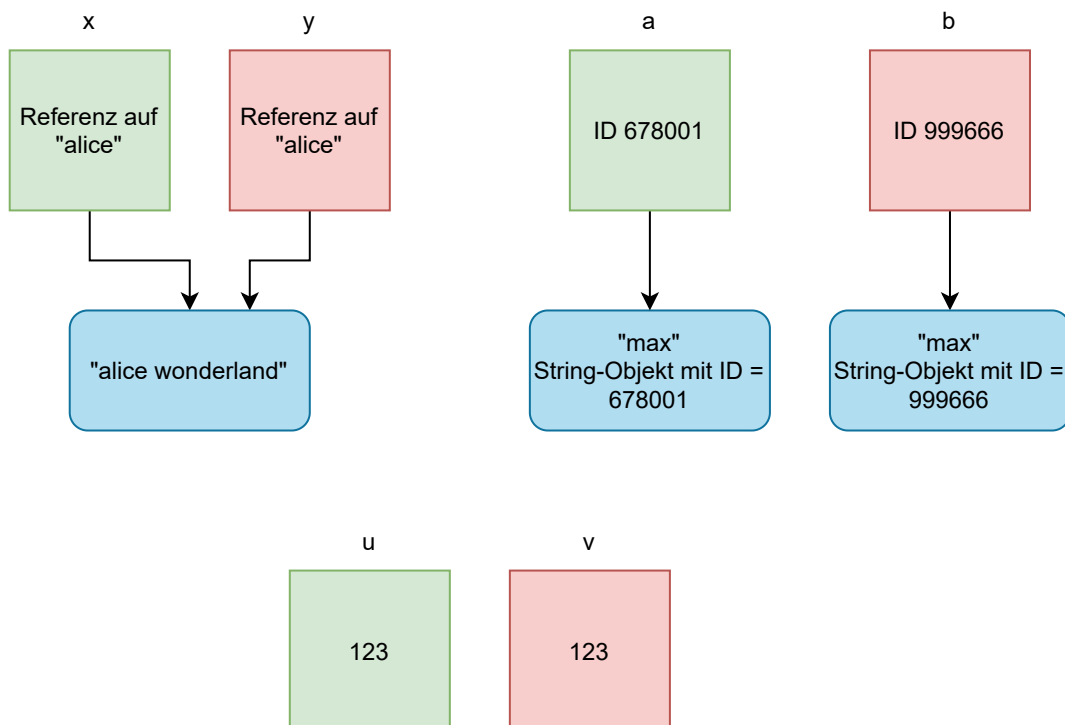 x
y
a
b
Referenz auf
"alice"
Referenz auf
"alice"
ID 678001
ID 999666
"alice wonderland"
"max"
String-Objekt mit ID =
678001
"max"
String-Objekt mit ID =
999666
u
v
123
123